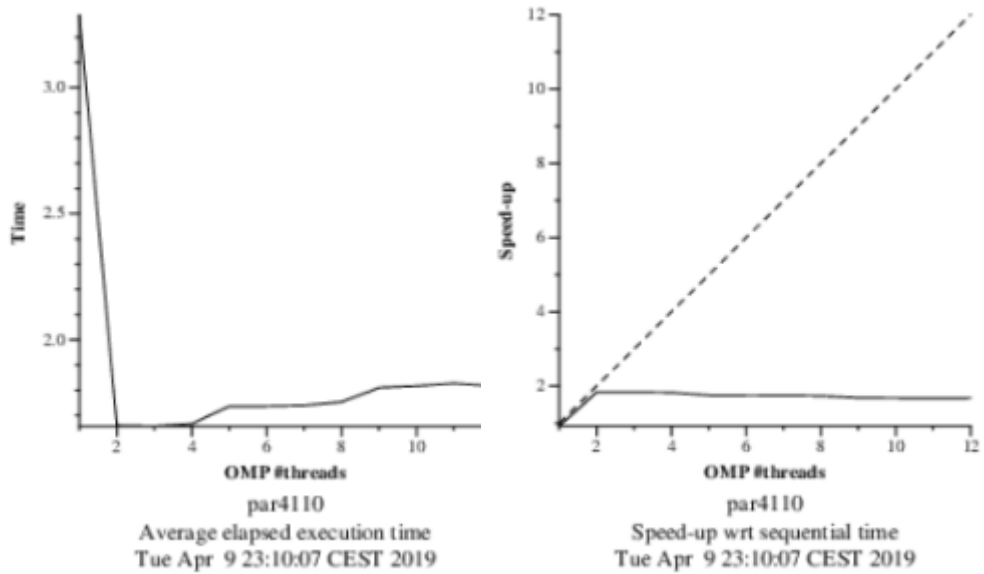 3.0
2.5
2.0
Time
2
4
6
8
10
OMP #threads
par4110
Average elapsed execution time
Tue Apr 9 23:10:07 CEST 2019
12
10
8
6
4
2
Speed-up
2
4
6
8
10
12
OMP #threads
par4110
Speed-up wrt sequential time
Tue Apr 9 23:10:07 CEST 2019